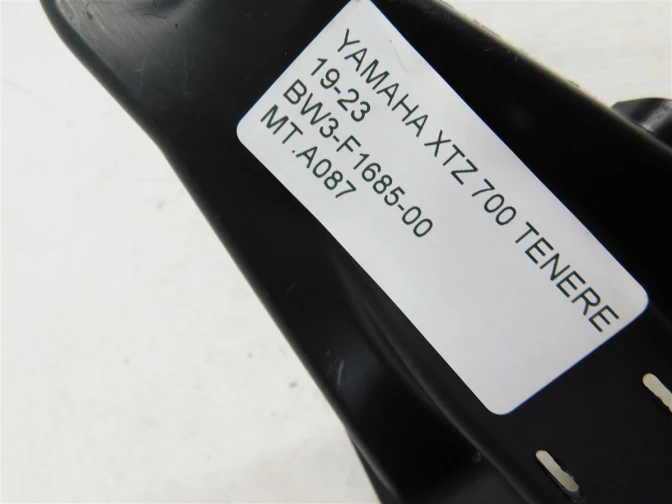 YAMAHA XTZ 700 TENERE
19-23
BW3-F1685-00
MT.A087